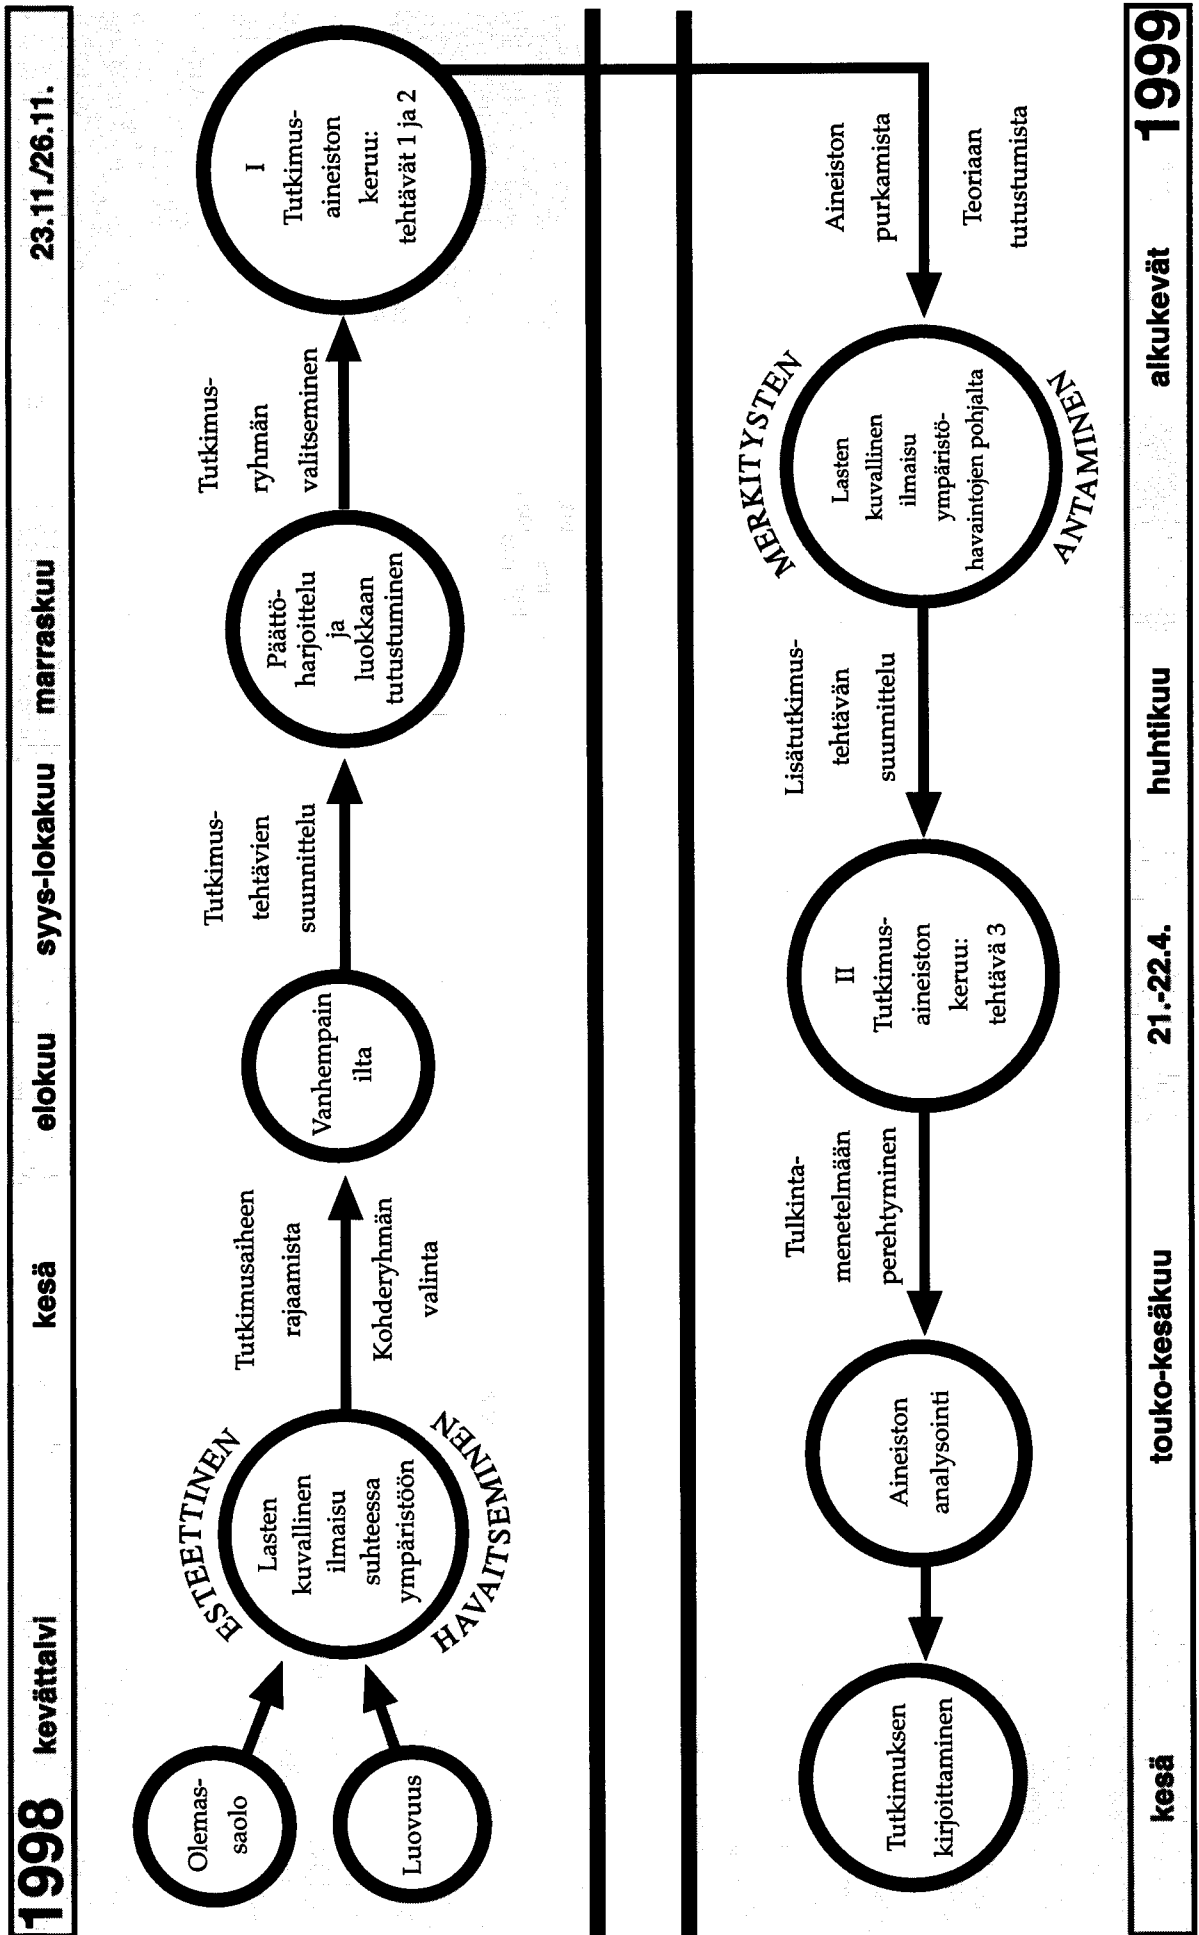 1998 kevättalvi kesä elokuu syys-lokakuu marraskuu 23.11./26.11.
Olemas-
saolo
Luovuus
ESTEETTINEN
Lasten
kuvallinen
ilmaisu
suhteessa
ympäristöön
HAVAITSEMINEN
Tutkimusaiheen
rajaamista
Kohderyhmän
valinta
Vanhempain
ilta
Tutkimus-
tehtävien
suunnittelu
Päättö-
harjoittelu
ja
luokkaan
tutustuminen
Tutkimus-
ryhmän
valitseminen
I
Tutkimus-
aineiston
keruu:
tehtävät 1 ja 2
Aineiston
purkamista
Teoriaan
tutustumista
MERKITYSTEN
Lasten
kuvallinen
ilmaisu
ympäristö-
havaintojen pohjalta
ANTAMINEN
Lisätutkimus-
tehtävän
suunnittelu
II
Tutkimus-
aineiston
keruu:
tehtävä 3
Tulkinta-
menetelmään
perehtyminen
Aineiston
analysointi
Tutkimuksen
kirjoittaminen
kesä touko-kesäkuu 21.-22.4. huhtikuu alkukevät 1999